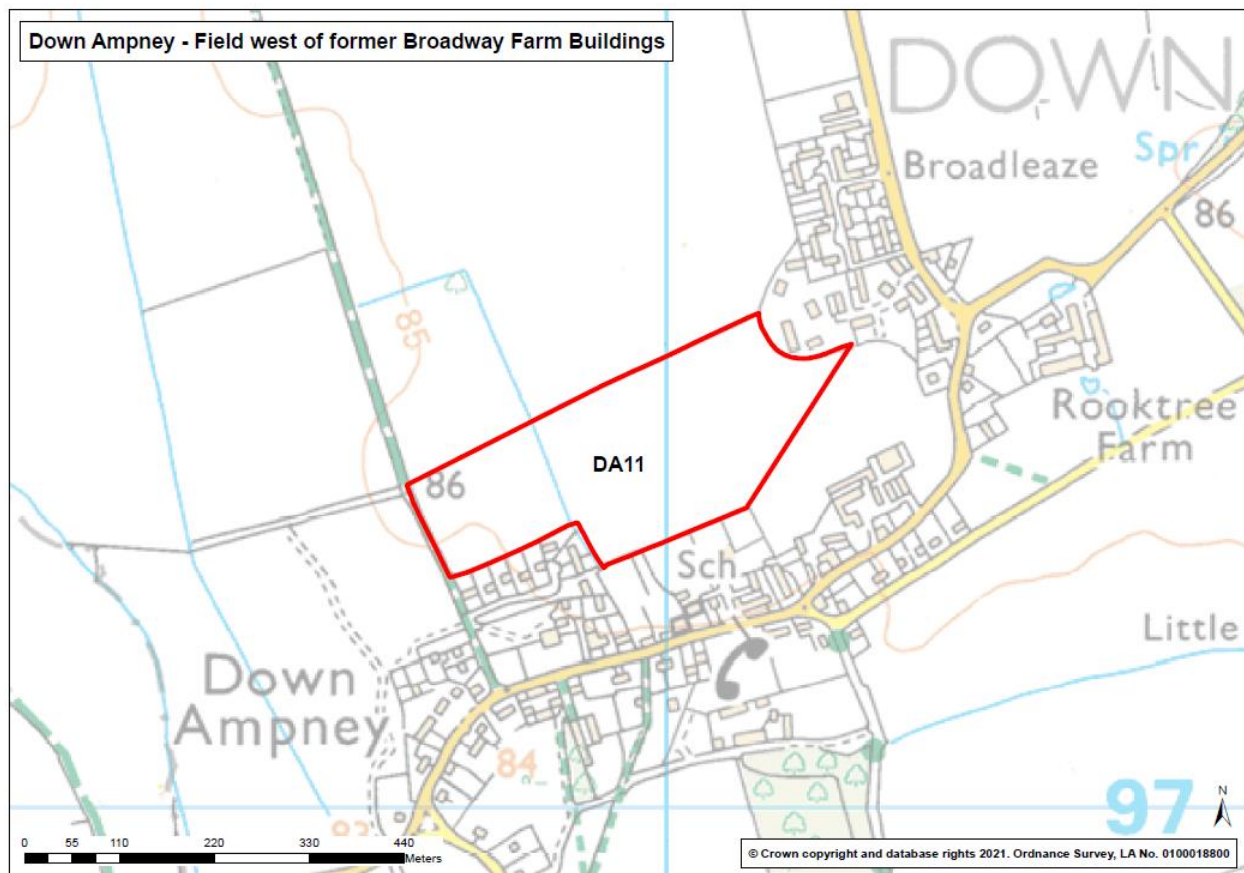 Down Ampney - Field west of former Broadway Farm Buildings
DOWN
Spr
Broadleaze
86
85
Rooktree
Farm
DA11
86
Sch
Little
Down
Ampney
84
97
N
0 55 110 220 330 440
Meters
© Crown copyright and database rights 2021. Ordnance Survey, LA No. 0100018800